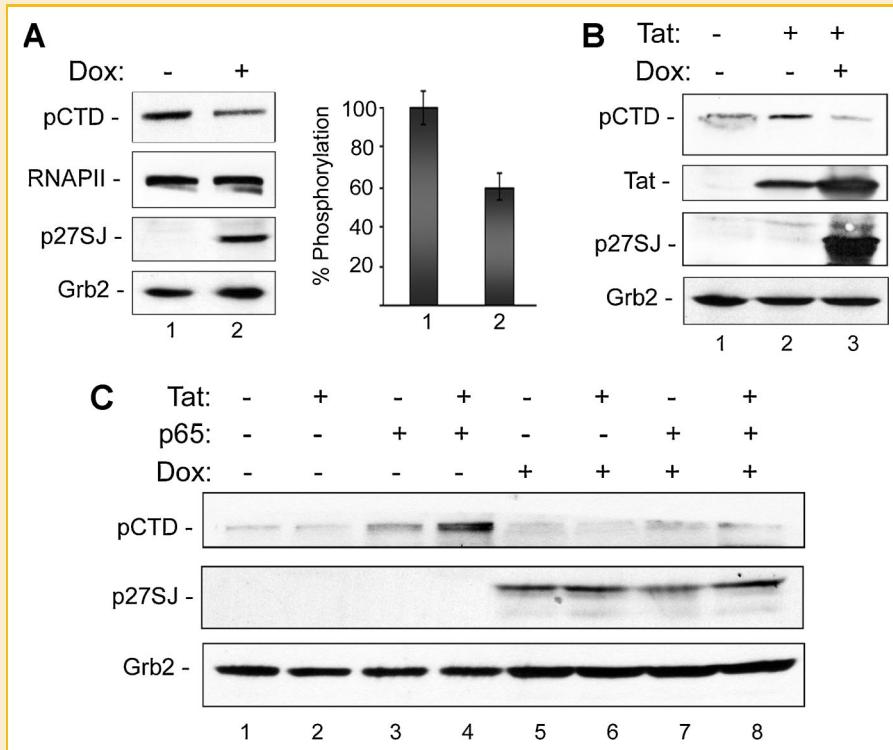 A
Dox: - +
pCTD -
RNAPII -
p27SJ -
Grb2 -
1 2
% Phosphorylation
100
80
60
40
20
1 2
B
Tat: - + +
Dox: - - +
pCTD -
Tat -
p27SJ -
Grb2 -
1 2 3
C
Tat: - + - + - + - +
p65: - - + + - - + +
Dox: - - - - + + + +
pCTD -
p27SJ -
Grb2 -
1 2 3 4 5 6 7 8